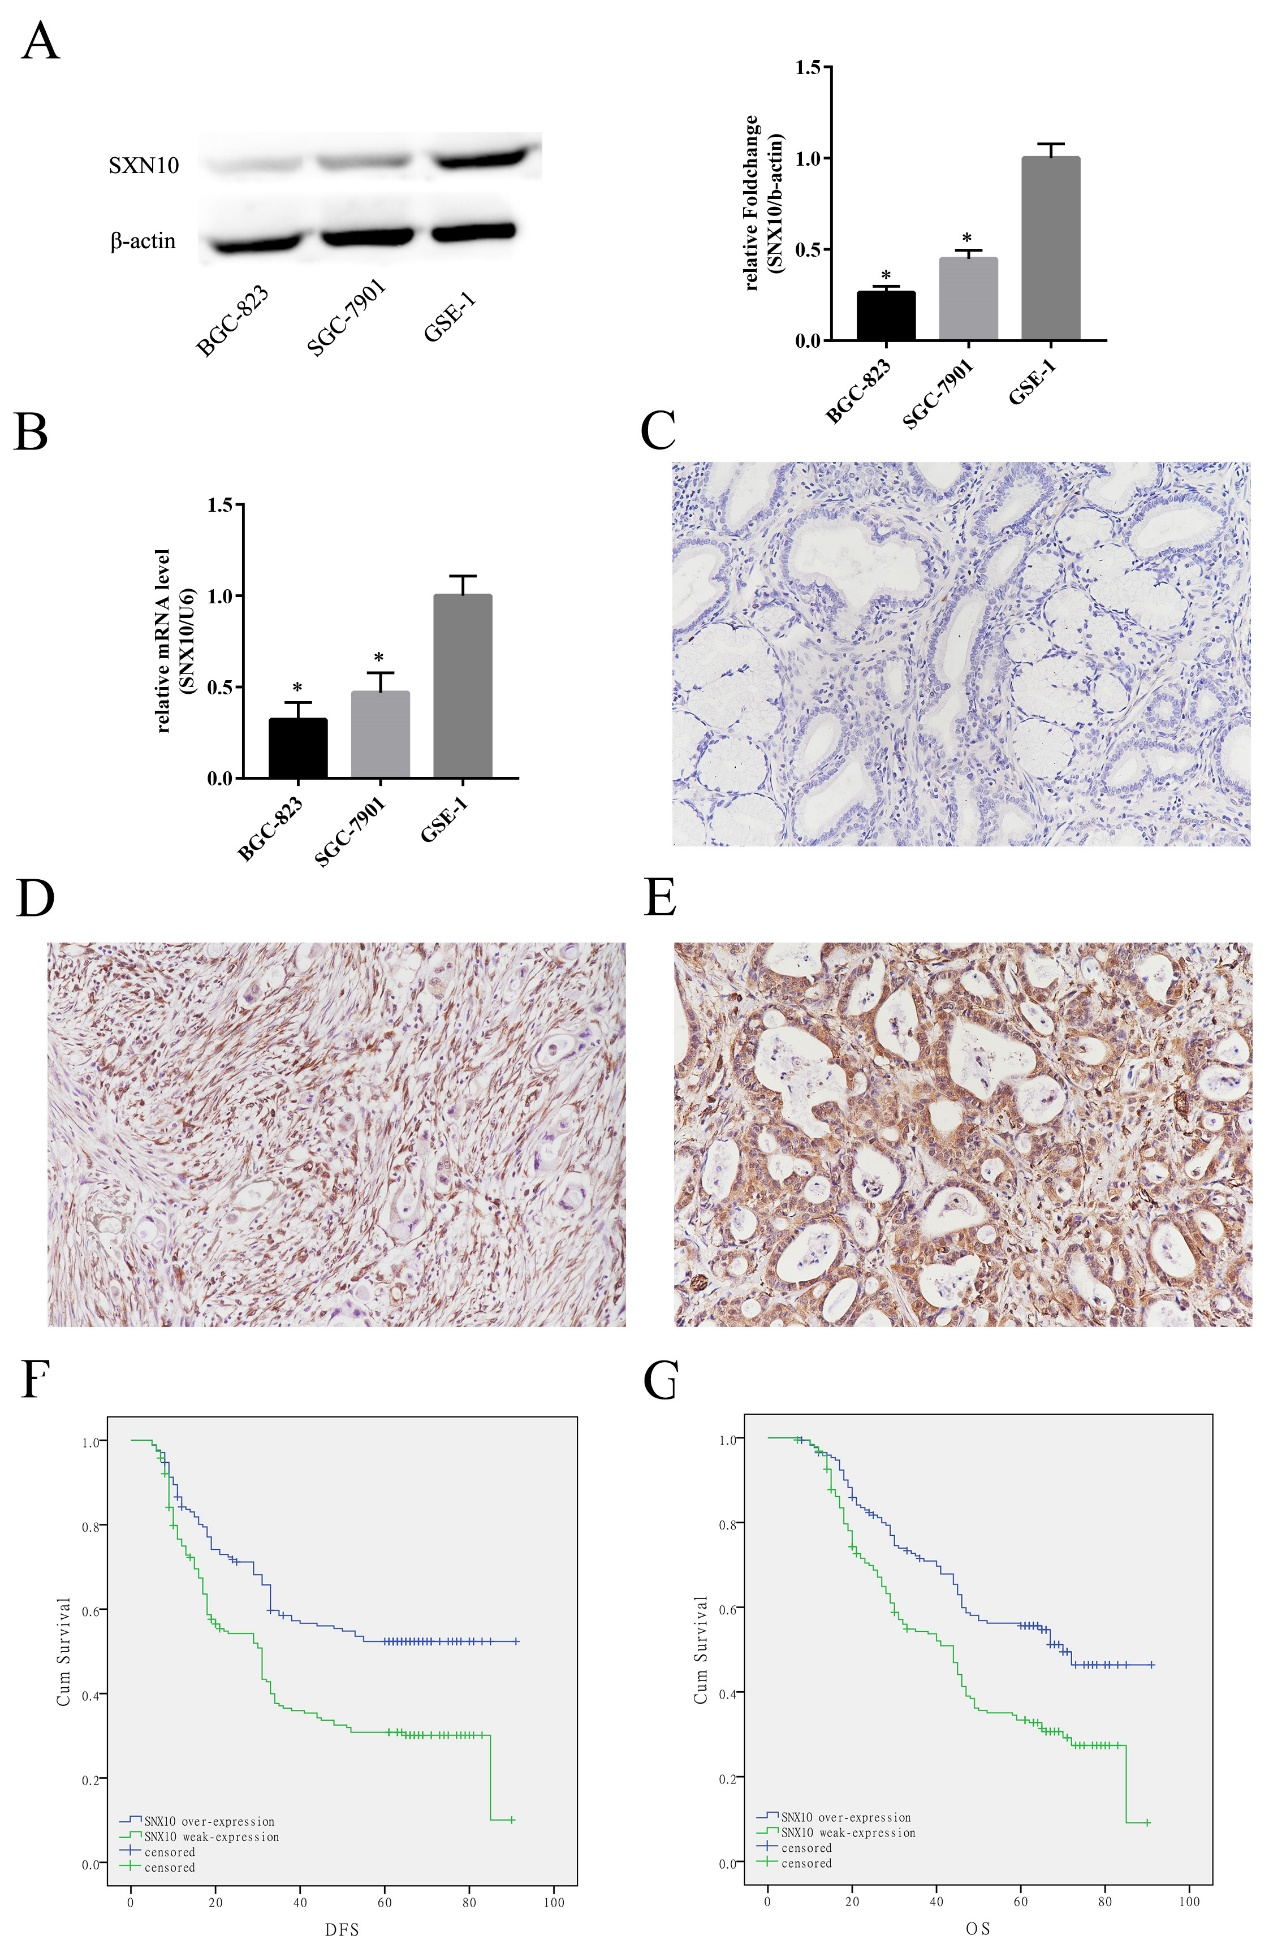 A
SXN10
β-actin
BGC-823
SGC-7901
GSE-1
relative Foldchange
(SNX10/b-actin)
1.5
1.0
0.5
0.0
*
*
BGC-823
SGC-7901
GSE-1
B
relative mRNA level
(SNX10/U6)
1.5
1.0
0.5
0.0
*
*
BGC-823
SGC-7901
GSE-1
C
D
E
F
Cum Survival
1.0
0.8
0.6
0.4
0.2
0.0
SNX10 over-expression
SNX10 weak-expression
censored
censored
0 20 40 60 80 100
DFS
G
Cum Survival
1.0
0.8
0.6
0.4
0.2
0.0
SNX10 over-expression
SNX10 weak-expression
censored
censored
0 20 40 60 80 100
OS